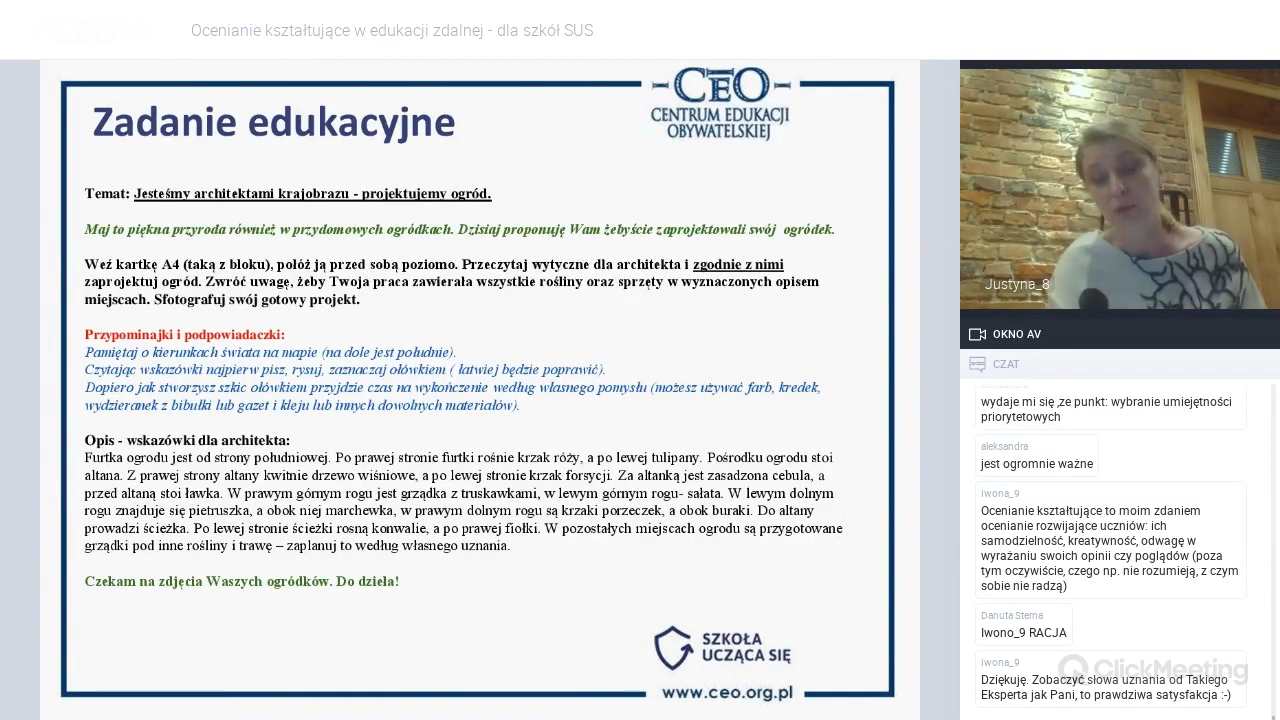 Ocenianie kształtujące w edukacji zdalnej - dla szkół SUS
Zadanie edukacyjne
CEO
CENTRUM EDUKACJI
OBYWATELSKIEJ
Temat: Jesteśmy architektami krajobrazu - projektujemy ogród.
Maj to piękna przyroda również w przydomowych ogródkach. Dzisiaj proponuję Wam żebyście zaprojektowali swój ogródek.
Weź kartkę A4 (taką z bloku), połóż ją przed sobą poziomo. Przeczytaj wytyczne dla architekta i zgodnie z nimi
zaprojektuj ogród. Zwróć uwagę, żeby Twoja praca zawierała wszystkie rośliny oraz sprzęty w wyznaczonych opisem
miejscach. Sfotografuj swój gotowy projekt.
Przypominajki i podpowiadaczki:
Pamiętaj o kierunkach świata na mapie (na dole jest południe).
Czytając wskazówki najpierw pisz, rysuj, zaznaczaj ołówkiem ( łatwiej będzie poprawić).
Dopiero jak stworzysz szkic ołówkiem przyjdzie czas na wykończenie według własnego pomysłu (możesz używać farb, kredek,
wydzieranek z bibułki lub gazet i kleju lub innych dowolnych materiałów).
Opis - wskazówki dla architekta:
Furtka ogrodu jest od strony południowej. Po prawej stronie furtki rośnie krzak róży, a po lewej tulipany. Pośrodku ogrodu stoi
altana. Z prawej strony altany kwitnie drzewo wiśniowe, a po lewej stronie krzak forsycji. Za altanką jest zasadzona cebula, a
przed altaną stoi ławka. W prawym górnym rogu jest grządka z truskawkami, w lewym górnym rogu- sałata. W lewym dolnym
rogu znajduje się pietruszka, a obok niej marchewka, w prawym dolnym rogu są krzaki porzeczek, a obok buraki. Do altany
prowadzi ścieżka. Po lewej stronie ścieżki rosną konwalie, a po prawej fiołki. W pozostałych miejscach ogrodu są przygotowane
grządki pod inne rośliny i trawę – zaplanuj to według własnego uznania.
Czekam na zdjęcia Waszych ogródków. Do dzieła!
SZKOŁA
UCZĄCA SIĘ
www.ceo.org.pl
Justyna_8
OKNO AV
CZAT
wydaje mi się ,ze punkt: wybranie umiejętności
priorytetowych
aleksandra
jest ogromnie ważne
Iwona_9
Ocenianie kształtujące to moim zdaniem
ocenianie rozwijające uczniów: ich
samodzielność, kreatywność, odwagę w
wyrażaniu swoich opinii czy poglądów (poza
tym oczywiście, czego np. nie rozumieją, z czym
sobie nie radzą)
Danuta Sterna
Iwono_9 RACJA
Iwona_9
Dziękuję. Zobaczyć słowa uznania od Takiego
Eksperta jak Pani, to prawdziwa satysfakcja :-)
ClickMeeting